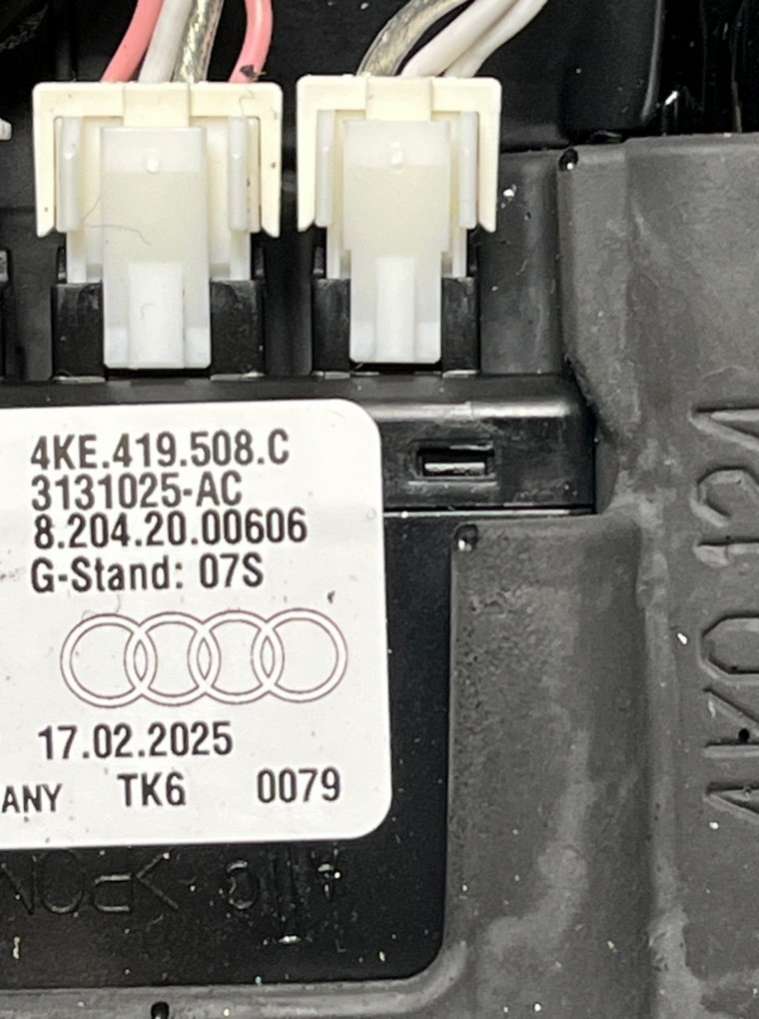 4KE.419.508.C
3131025-AC
8.204.20.00606
G-Stand: 07S
17.02.2025
ANY TK6 0079